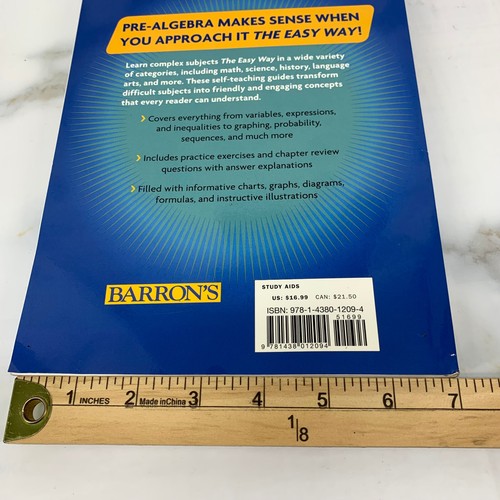 PRE-ALGEBRA MAKES SENSE WHEN
YOU APPROACH IT THE EASY WAY!
Learn complex subjects The Easy Way in a wide variety
of categories, including math, science, history, language
arts, and more. These self-teaching guides transform
difficult subjects into friendly and engaging concepts
that every reader can understand.
Covers everything from variables, expressions,
and inequalities to graphing, probability,
sequences, and much more
Includes practice exercises and chapter review
questions with answer explanations
Filled with informative charts, graphs, diagrams,
formulas, and instructive illustrations
BARRON'S
STUDY AIDS
US: $16.99 CAN: $21.50
ISBN: 978-1-4380-1209-4
51699
9 781438 012094
1 INCHES 2 Made in China 3 4 5 6 7
1/8